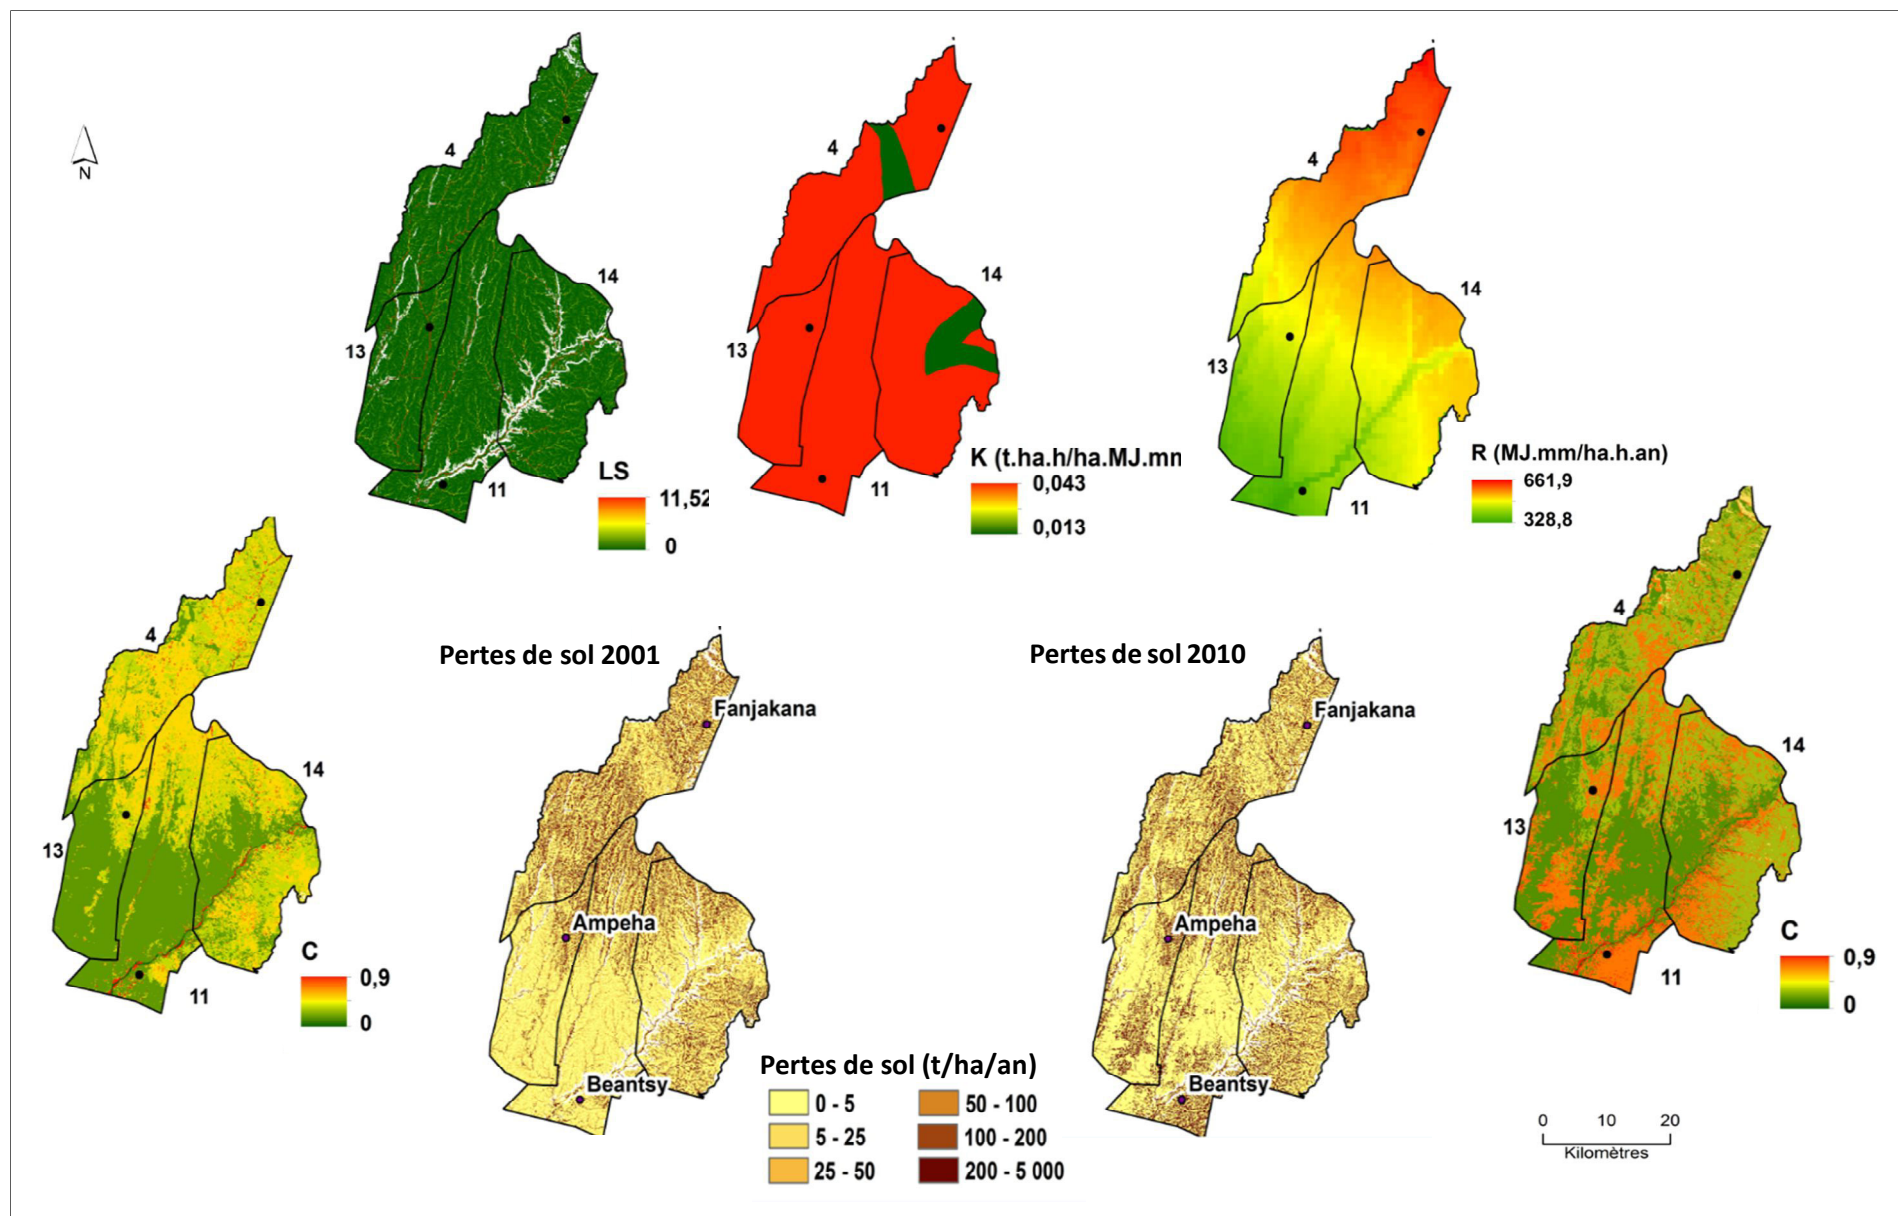 N
4
13
14
11
LS
11,52
0
4
13
14
11
K (t.ha.h/ha.MJ.mm
0,043
0,013
4
13
14
11
R (MJ.mm/ha.h.an)
661,9
328,8
4
13
14
11
C
0,9
0
Pertes de sol 2001
Fanjakana
Ampeha
Beantsy
Pertes de sol 2010
Fanjakana
Ampeha
Beantsy
4
13
14
11
C
0,9
0
Pertes de sol (t/ha/an)
0 - 5
5 - 25
25 - 50
50 - 100
100 - 200
200 - 5 000
0 10 20
Kilomètres